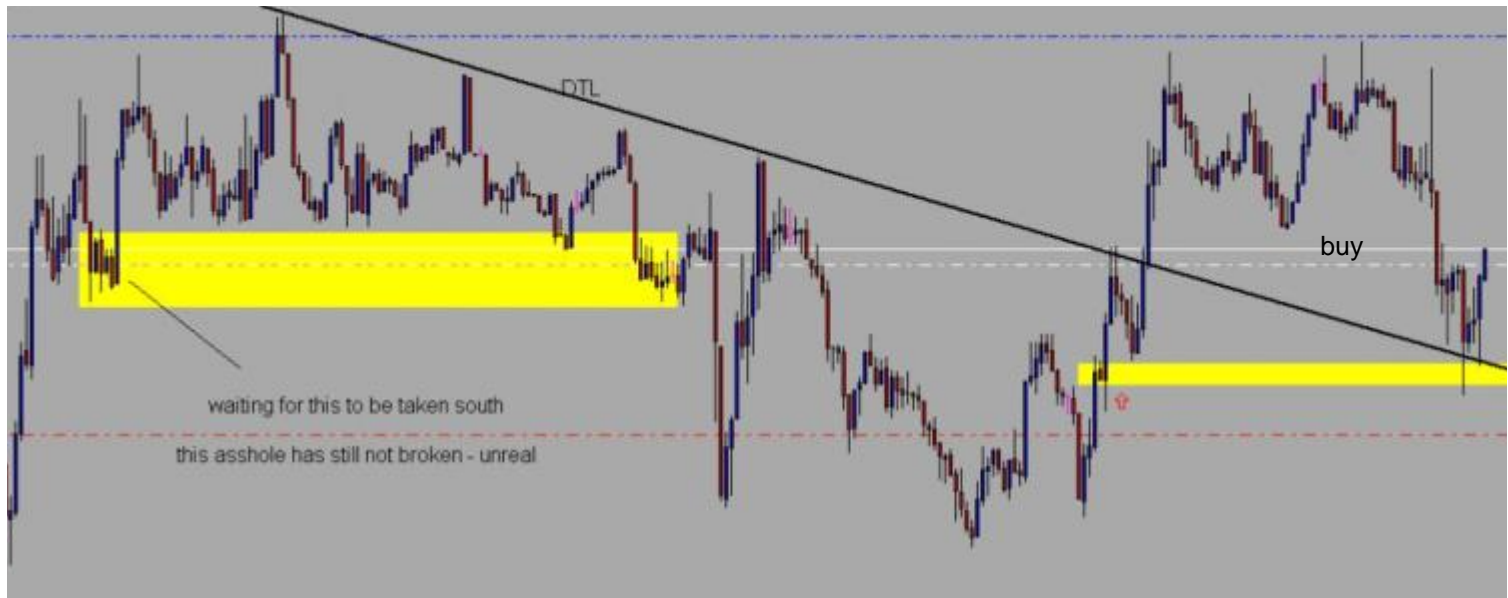 DTL
buy
waiting for this to be taken south
this asshole has still not broken - unreal